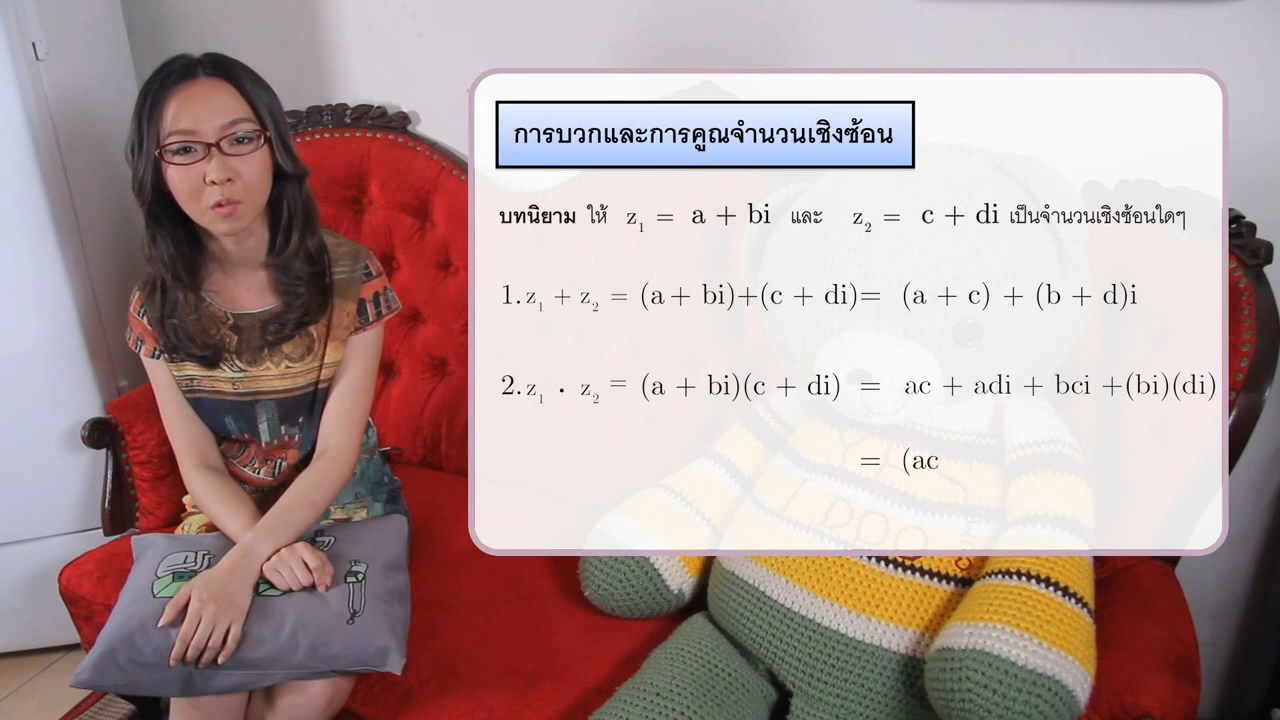 การบวกและการคูณจำนวนเชิงซ้อน
บทนิยาม ให้ z₁ = a + bi และ z₂ = c + di เป็นจำนวนเชิงซ้อนใดๆ
1. z₁ + z₂ = (a + bi)+(c + di)= (a + c) + (b + d)i
2. z₁ · z₂ = (a + bi)(c + di) = ac + adi + bci +(bi)(di)
= (ac